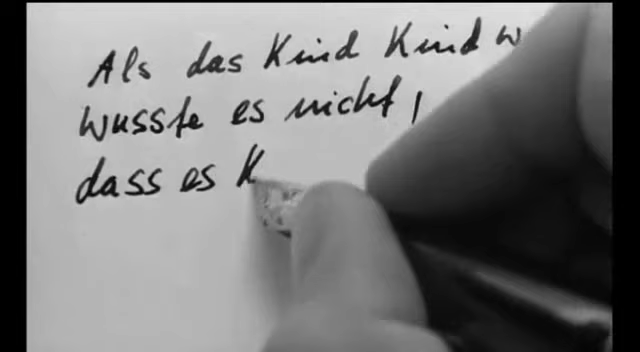 Als das Kind Kind w
wusste es nicht,
dass es K